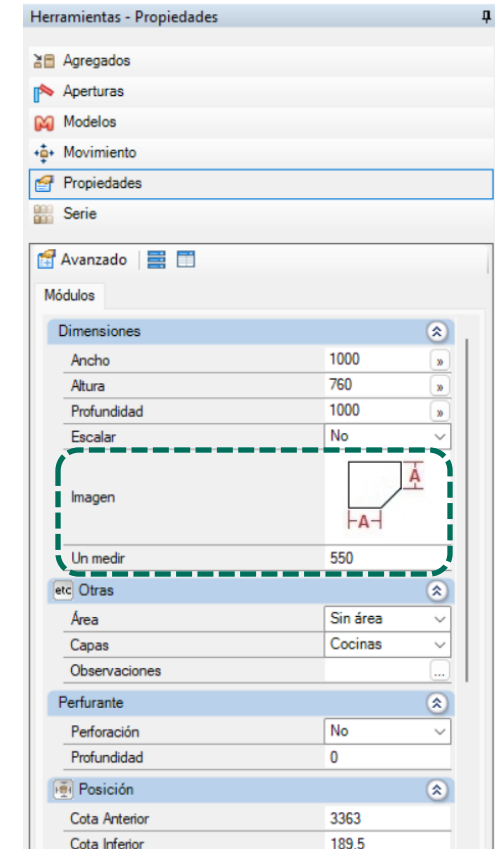 Herramientas - Propiedades
Agregados
Aperturas
Modelos
Movimiento
Propiedades
Serie
Avanzado
Módulos
Dimensiones
Ancho 1000 »
Altura 760 »
Profundidad 1000 »
Escalar No
Imagen A A
Un medir 550
etc Otras
Área Sin área
Capas Cocinas
Observaciones ...
Perfurante
Perforación No
Profundidad 0
Posición
Cota Anterior 3363
Cota Inferior 189.5